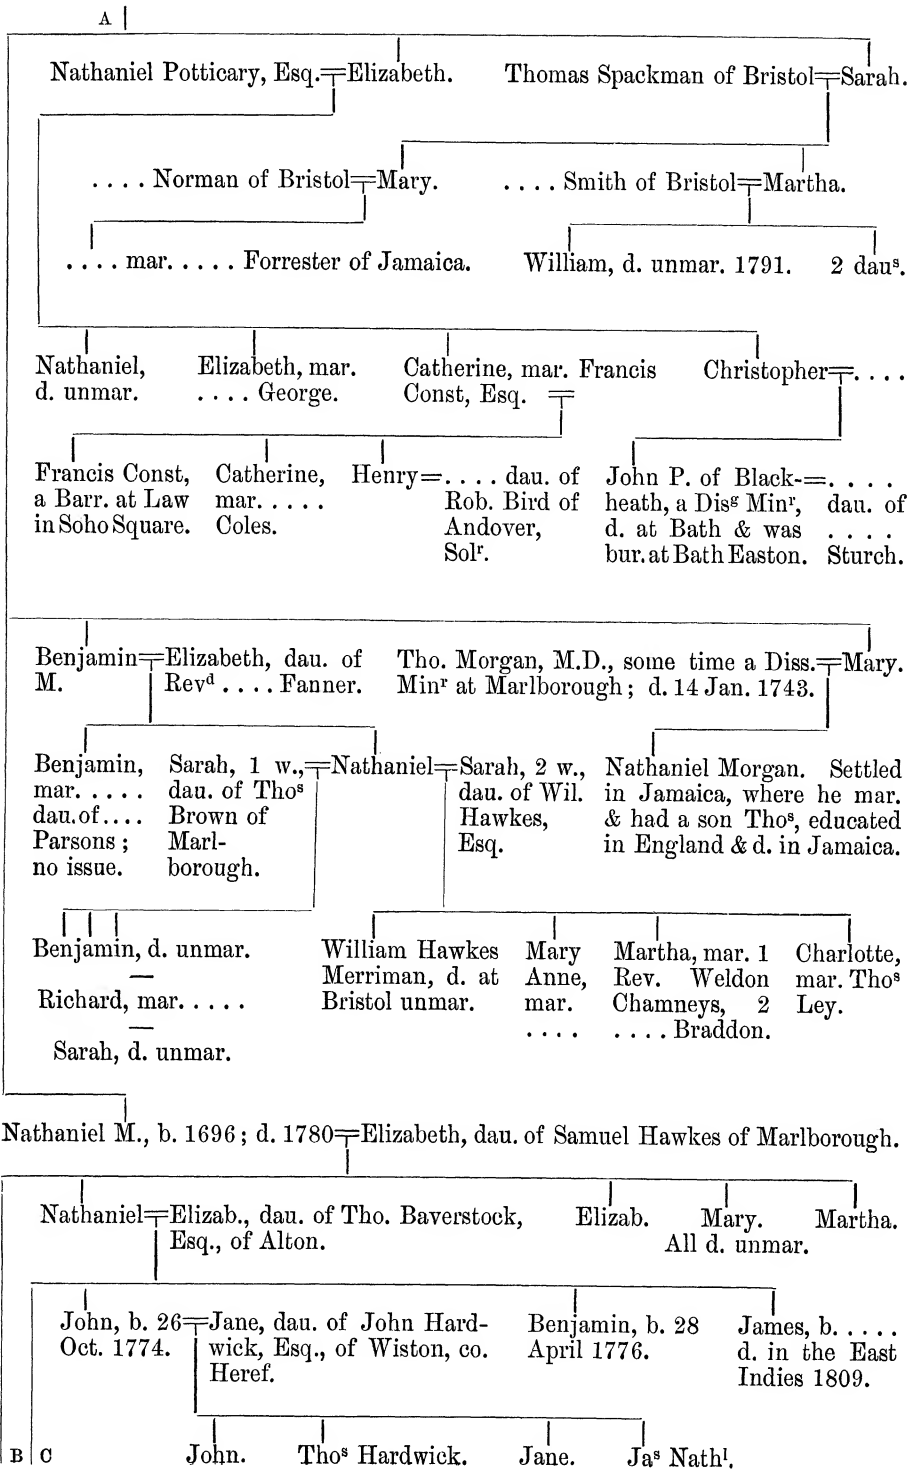 A
Nathaniel Potticary, Esq.╤Elizabeth. Thomas Spackman of Bristol╤Sarah.
. . . . Norman of Bristol╤Mary. . . . . Smith of Bristol╤Martha.
. . . . mar. . . . . Forrester of Jamaica. William, d. unmar. 1791. 2 dauˢ.
Nathaniel, Elizabeth, mar. Catherine, mar. Francis Christopher╤. . . .
d. unmar. . . . . George. Const, Esq. ╤
Francis Const, Catherine, Henry=. . . . dau. of John P. of Black-=. . . .
a Barr. at Law mar. . . . . Rob. Bird of heath, a Disᵍ Minʳ, dau. of
in Soho Square. Coles. Andover, d. at Bath & was . . . .
Solʳ. bur. at Bath Easton. Sturch.
Benjamin╤Elizabeth, dau. of Tho. Morgan, M.D., some time a Diss.╤Mary.
M. Revᵈ . . . . Fanner. Minʳ at Marlborough; d. 14 Jan. 1743.
Benjamin, Sarah, 1 w.,╤Nathaniel╤Sarah, 2 w., Nathaniel Morgan. Settled
mar. . . . . dau. of Thoˢ dau. of Wil. in Jamaica, where he mar.
dau. of . . . . Brown of Hawkes, & had a son Thoˢ, educated
Parsons; Marl- Esq. in England & d. in Jamaica.
no issue. borough.
Benjamin, d. unmar. William Hawkes Mary Martha, mar. 1 Charlotte,
Merriman, d. at Anne, Rev. Weldon mar. Thoˢ
Richard, mar. . . . . Bristol unmar. mar. Chamneys, 2 Ley.
. . . . . . . . Braddon.
Sarah, d. unmar.
Nathaniel M., b. 1696; d. 1780╤Elizabeth, dau. of Samuel Hawkes of Marlborough.
Nathaniel╤Elizab., dau. of Tho. Baverstock, Elizab. Mary. Martha.
Esq., of Alton. All d. unmar.
John, b. 26╤Jane, dau. of John Hard- Benjamin, b. 28 James, b. . . . .
Oct. 1774. wick, Esq., of Wiston, co. April 1776. d. in the East
Heref. Indies 1809.
B C John. Thoˢ Hardwick. Jane. Jaˢ Nathˡ.